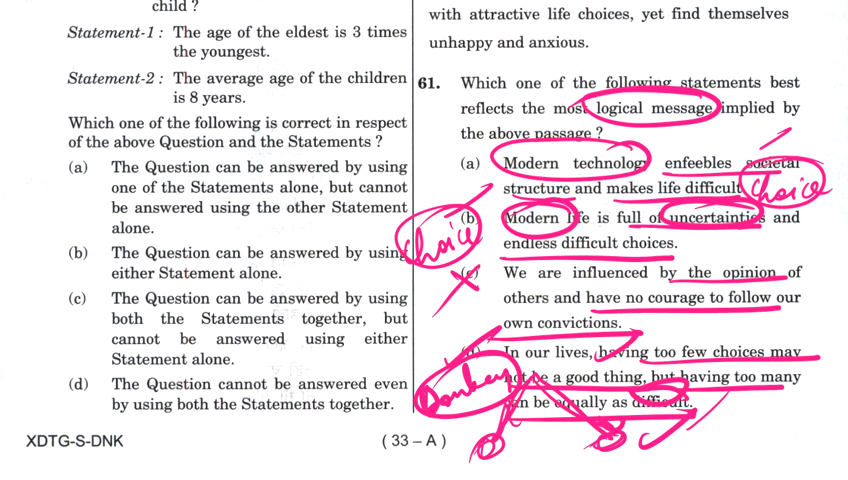 child ?
Statement-1 : The age of the eldest is 3 times
the youngest.
Statement-2 : The average age of the children
is 8 years.
Which one of the following is correct in respect
of the above Question and the Statements ?
(a) The Question can be answered by using
one of the Statements alone, but cannot
be answered using the other Statement
alone.
(b) The Question can be answered by using
either Statement alone.
(c) The Question can be answered by using
both the Statements together, but
cannot be answered using either
Statement alone.
(d) The Question cannot be answered even
by using both the Statements together.
with attractive life choices, yet find themselves
unhappy and anxious.
61. Which one of the following statements best
reflects the most logical message implied by
the above passage ?
(a) Modern technology enfeebles societal
structure and makes life difficult
Choice
(b) Modern life is full of uncertainties and
endless difficult choices.
Choice
(c) We are influenced by the opinion of
others and have no courage to follow our
own convictions.
(d) In our lives, having too few choices may
not be a good thing, but having too many
can be equally as difficult.
Donkey
XDTG-S-DNK
( 33 – A )